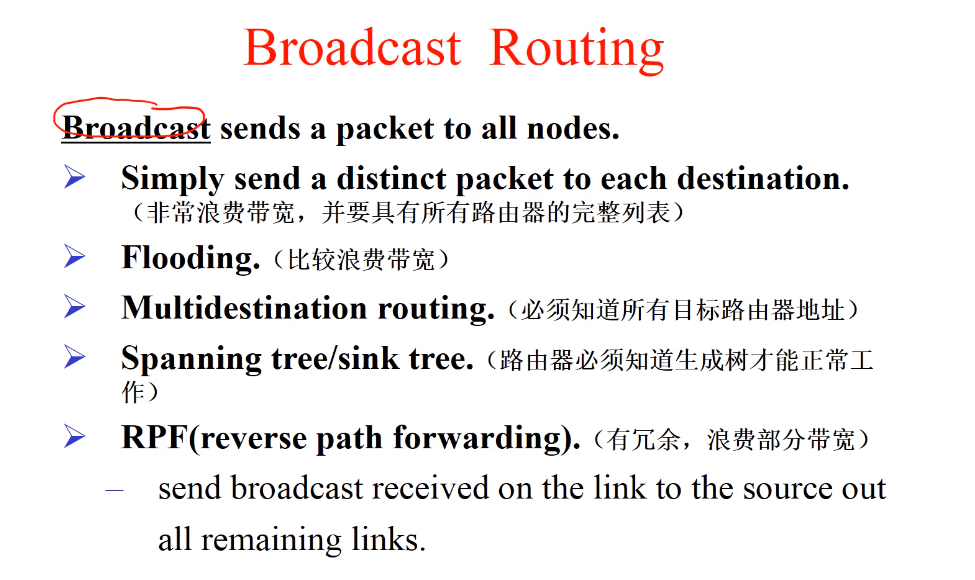 Broadcast Routing
Broadcast sends a packet to all nodes.
Simply send a distinct packet to each destination.
（非常浪费带宽，并要具有所有路由器的完整列表）
Flooding.（比较浪费带宽）
Multidestination routing.（必须知道所有目标路由器地址）
Spanning tree/sink tree.（路由器必须知道生成树才能正常工
作）
RPF(reverse path forwarding).（有冗余，浪费部分带宽）
– send broadcast received on the link to the source out
all remaining links.